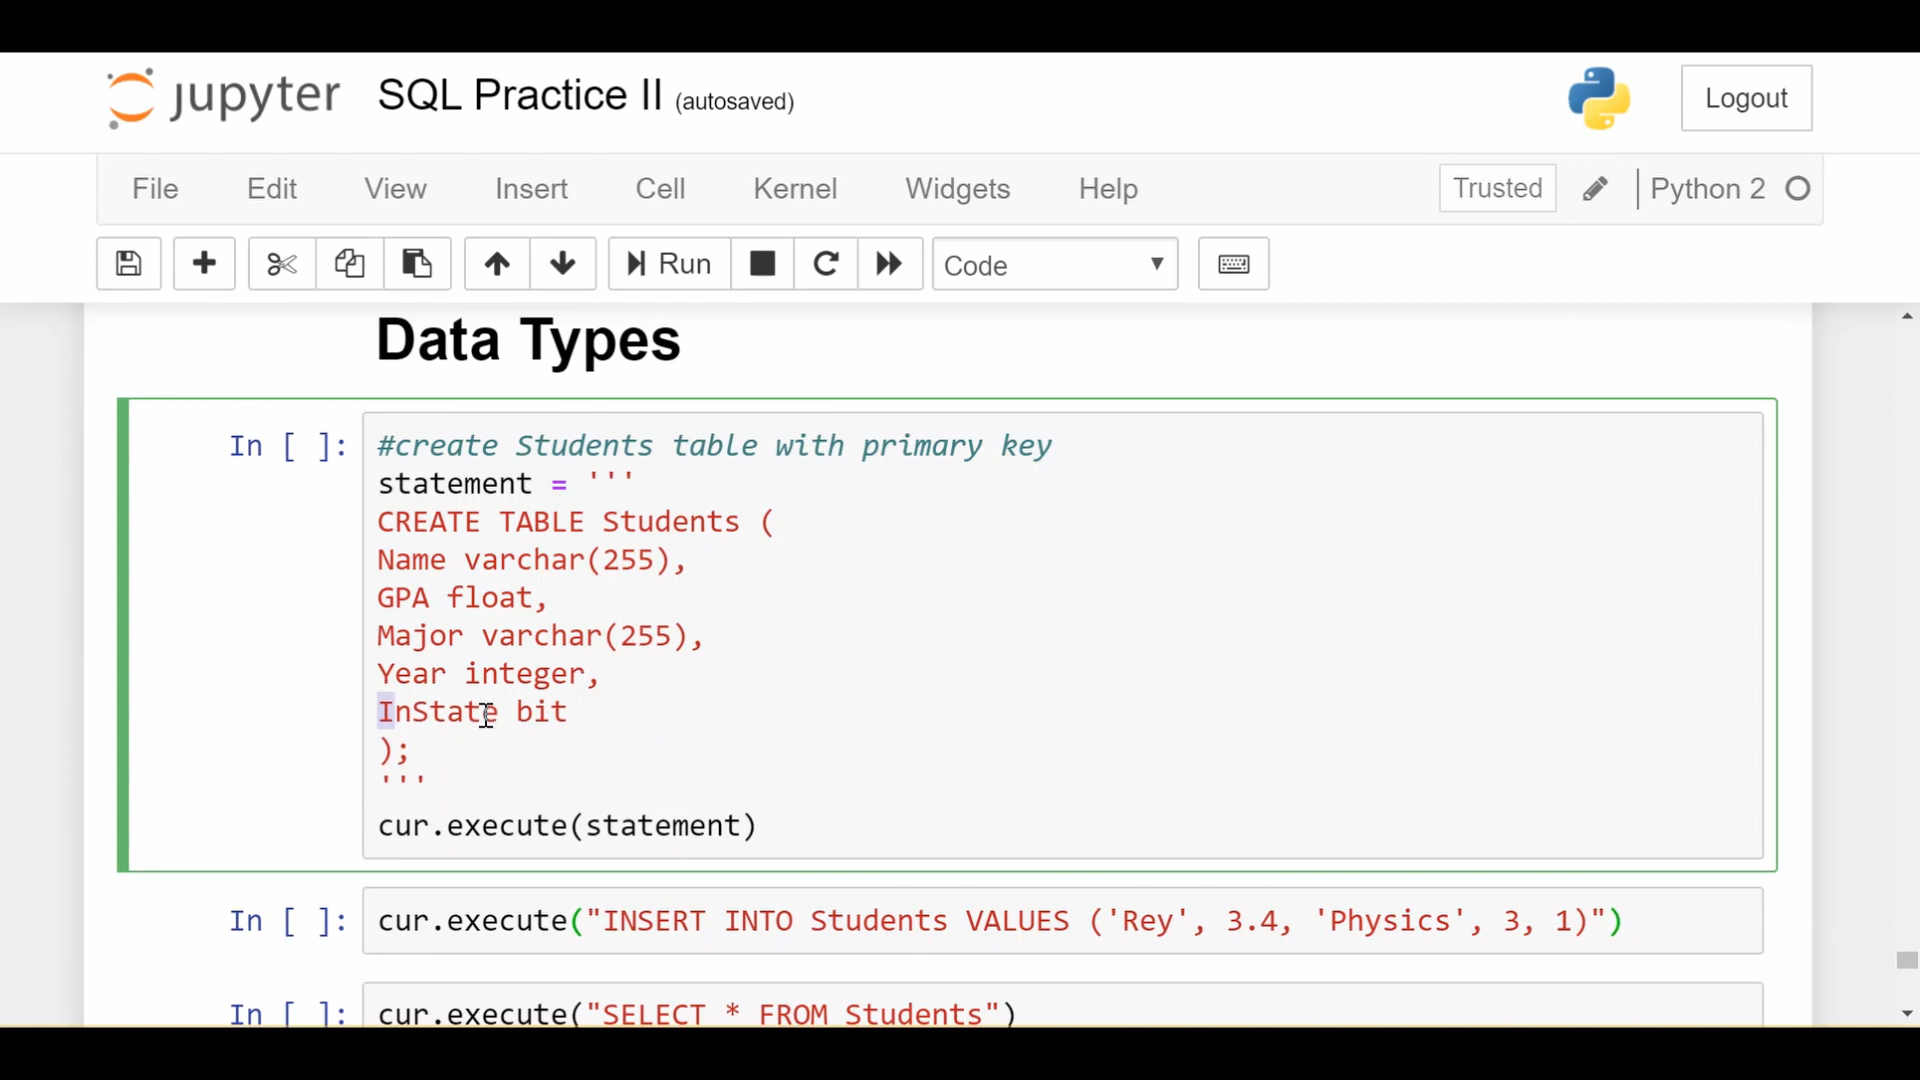 jupyter SQL Practice II (autosaved) Logout
File Edit View Insert Cell Kernel Widgets Help Trusted Python 2
Run Code
Data Types
In [ ]: #create Students table with primary key
statement = '''
CREATE TABLE Students (
Name varchar(255),
GPA float,
Major varchar(255),
Year integer,
InState bit
);
'''
cur.execute(statement)
In [ ]: cur.execute("INSERT INTO Students VALUES ('Rey', 3.4, 'Physics', 3, 1)")
In [ ]: cur.execute("SELECT * FROM Students")